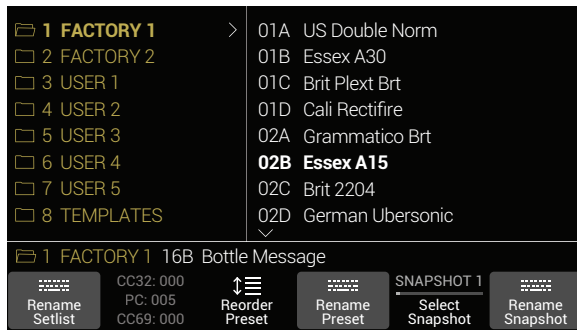 1 FACTORY 1 >
2 FACTORY 2
3 USER 1
4 USER 2
5 USER 3
6 USER 4
7 USER 5
8 TEMPLATES
01A US Double Norm
01B Essex A30
01C Brit Plext Brt
01D Cali Rectifire
02A Grammatico Brt
02B Essex A15
02C Brit 2204
02D German Ubersonic
1 FACTORY 1 16B Bottle Message
Rename
Setlist
CC32: 000
PC: 005
CC69: 000
Reorder
Preset
Rename
Preset
SNAPSHOT 1
Select
Snapshot
Rename
Snapshot